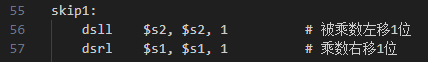 55 skip1:
56 dsll $s2, $s2, 1 # 被乘数左移1位
57 dsrl $s1, $s1, 1 # 乘数右移1位